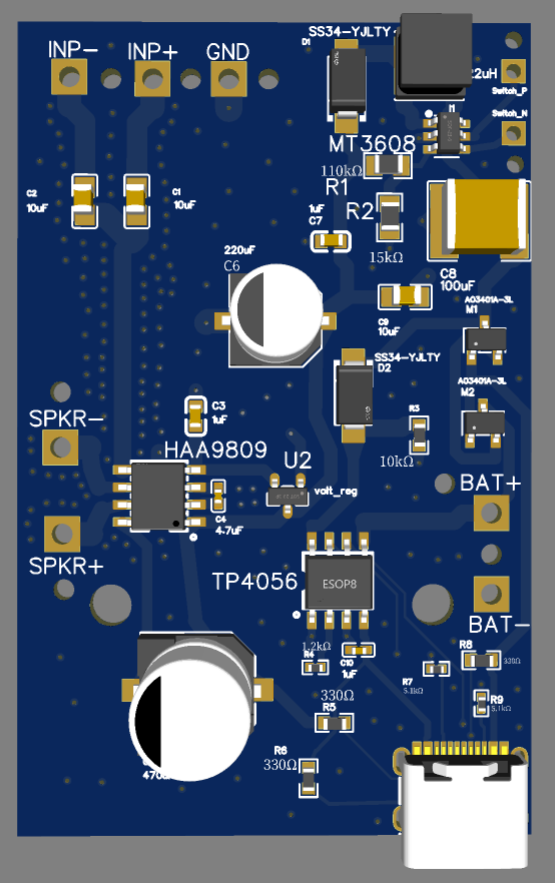 SS34-YJLTY
D1
INP-
INP+
GND
22uH
Switch_P
Switch_N
MT3608
110kΩ
R1
C2
10uF
C1
10uF
R2
1uF
C7
15kΩ
220uF
C6
C8
100uF
AO3401A-3L
M1
C9
10uF
SS34-YJLTY
D2
AO3401A-3L
M2
C3
1uF
R3
SPKR-
HAA9809
10kΩ
U2
volt_reg
BAT+
C4
4.7uF
SPKR+
TP4056
ESOP8
BAT-
1.2kΩ
R4
C10
1uF
R8
330Ω
R7
5.1kΩ
R9
5.1kΩ
330Ω
R5
R6
330Ω